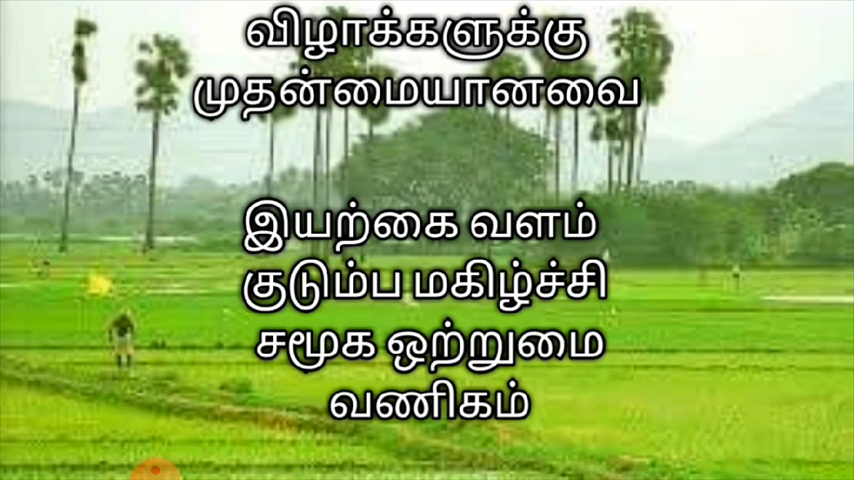 விழாக்களுக்கு
முதன்மையானவை
இயற்கை வளம்
குடும்ப மகிழ்ச்சி
சமூக ஒற்றுமை
வணிகம்